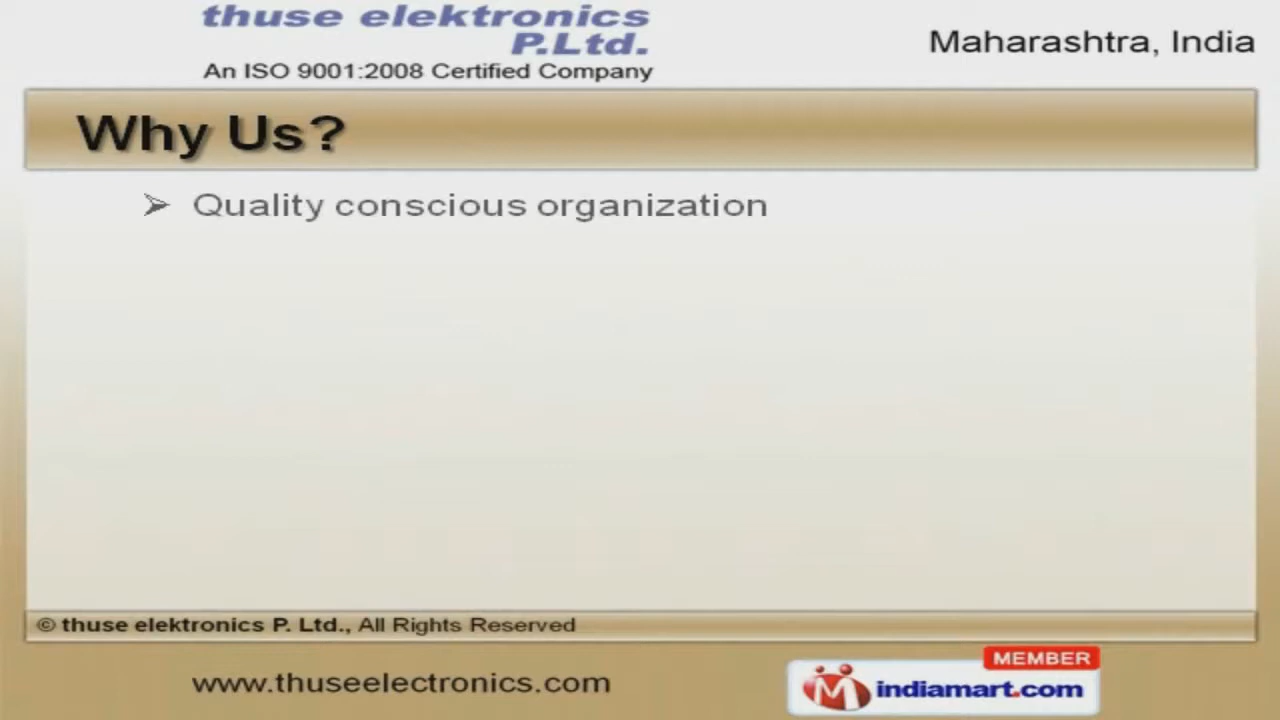 thuse elektronics
P.Ltd.
An ISO 9001:2008 Certified Company
Maharashtra, India
Why Us?
➢ Quality conscious organization
© thuse elektronics P. Ltd., All Rights Reserved
www.thuseelectronics.com
MEMBER
indiamart.com